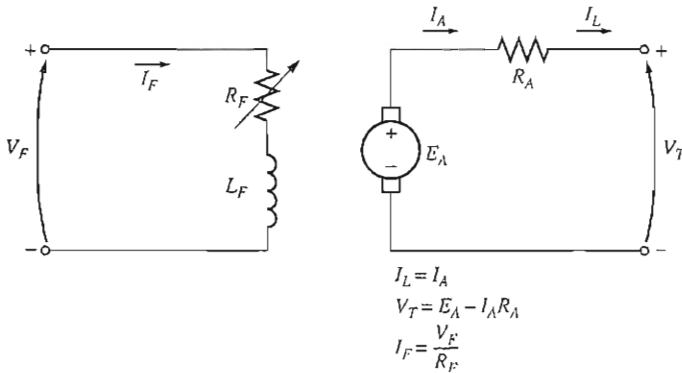 + I_A I_L +
I_F R_A
R_F
V_F + E_A V_T
−
L_F
− −
I_L = I_A
V_T = E_A − I_A R_A
I_F = V_F / R_F